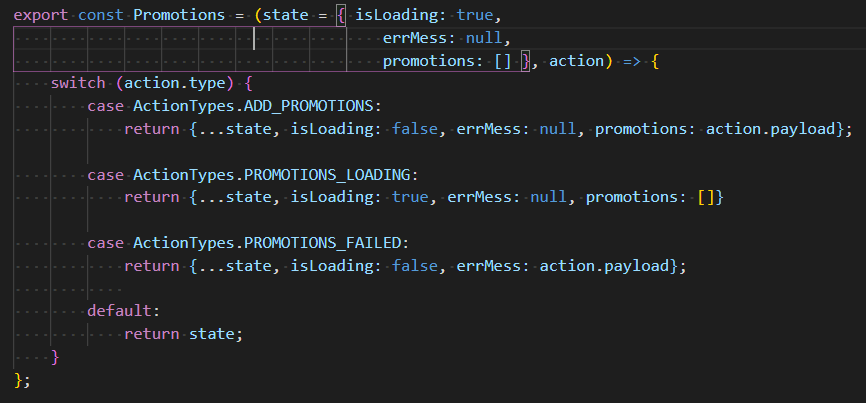 export const Promotions = (state = { isLoading: true,
errMess: null,
promotions: [] }, action) => {
switch (action.type) {
case ActionTypes.ADD_PROMOTIONS:
return {...state, isLoading: false, errMess: null, promotions: action.payload};
case ActionTypes.PROMOTIONS_LOADING:
return {...state, isLoading: true, errMess: null, promotions: []}
case ActionTypes.PROMOTIONS_FAILED:
return {...state, isLoading: false, errMess: action.payload};
default:
return state;
}
};